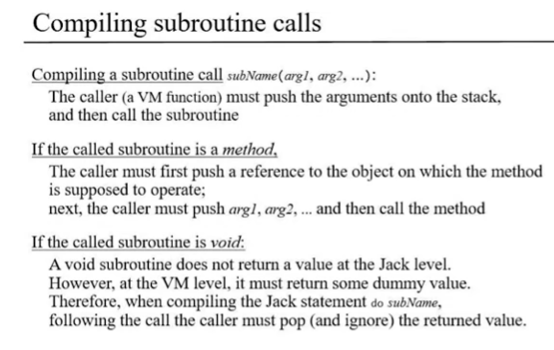 Compiling subroutine calls
Compiling a subroutine call subName(arg1, arg2, ...):
The caller (a VM function) must push the arguments onto the stack,
and then call the subroutine
If the called subroutine is a method,
The caller must first push a reference to the object on which the method
is supposed to operate;
next, the caller must push arg1, arg2, ... and then call the method
If the called subroutine is void:
A void subroutine does not return a value at the Jack level.
However, at the VM level, it must return some dummy value.
Therefore, when compiling the Jack statement do subName,
following the call the caller must pop (and ignore) the returned value.